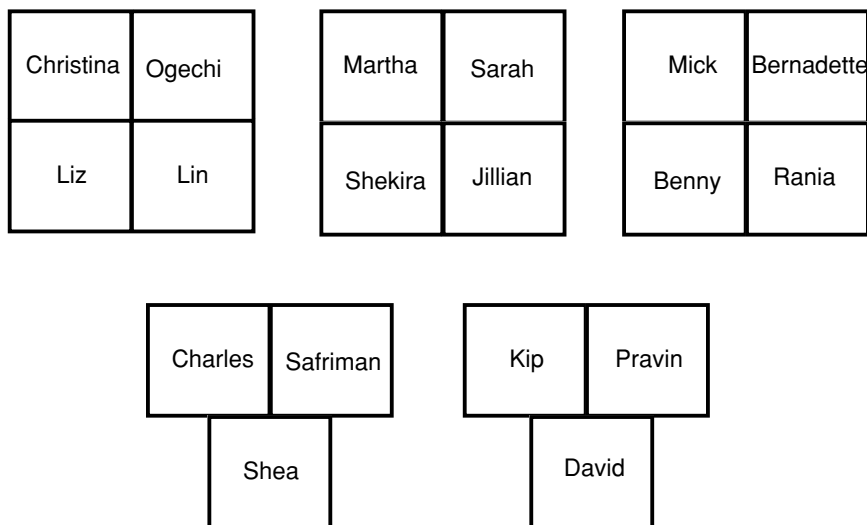 Christina Ogechi
Liz Lin
Martha Sarah
Shekira Jillian
Mick Bernadette
Benny Rania
Charles Safriman
Shea
Kip Pravin
David